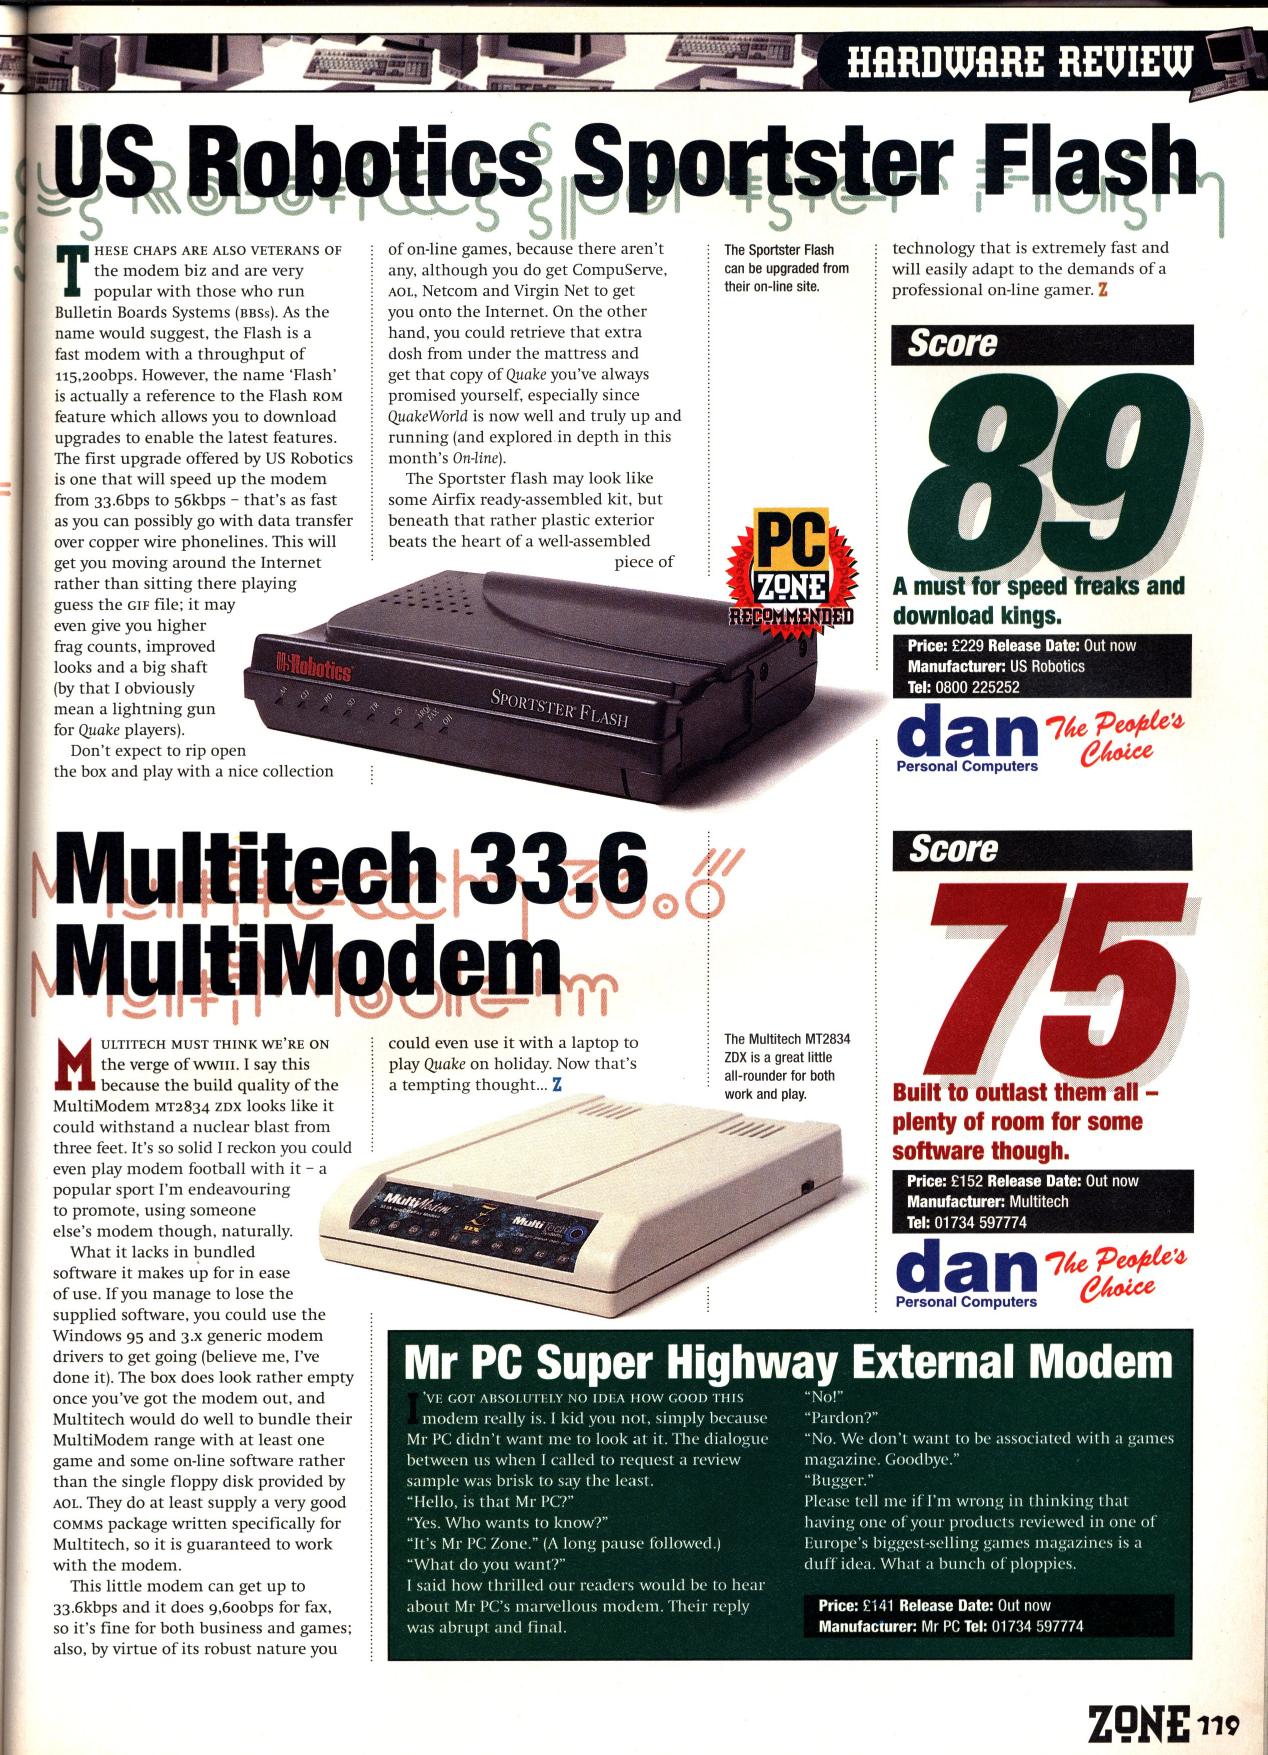 HARDWARE REVIEW
US Robotics Sportster Flash
THESE CHAPS ARE ALSO VETERANS OF
the modem biz and are very
popular with those who run
Bulletin Boards Systems (BBSs). As the
name would suggest, the Flash is a
fast modem with a throughput of
115,200bps. However, the name ‘Flash’
is actually a reference to the Flash ROM
feature which allows you to download
upgrades to enable the latest features.
The first upgrade offered by US Robotics
is one that will speed up the modem
from 33.6bps to 56kbps – that’s as fast
as you can possibly go with data transfer
over copper wire phonelines. This will
get you moving around the Internet
rather than sitting there playing
guess the GIF file; it may
even give you higher
frag counts, improved
looks and a big shaft
(by that I obviously
mean a lightning gun
for Quake players).
Don’t expect to rip open
the box and play with a nice collection
of on-line games, because there aren’t
any, although you do get CompuServe,
AOL, Netcom and Virgin Net to get
you onto the Internet. On the other
hand, you could retrieve that extra
dosh from under the mattress and
get that copy of Quake you’ve always
promised yourself, especially since
QuakeWorld is now well and truly up and
running (and explored in depth in this
month’s On-line).
The Sportster flash may look like
some Airfix ready-assembled kit, but
beneath that rather plastic exterior
beats the heart of a well-assembled
piece of
technology that is extremely fast and
will easily adapt to the demands of a
professional on-line gamer. Z
The Sportster Flash
can be upgraded from
their on-line site.
PC
ZONE
RECOMMENDED
US Robotics
AA CD RD SD TR CS ARQ/FAX OH
SPORTSTER FLASH
Score
89
A must for speed freaks and
download kings.
Price: £229 Release Date: Out now
Manufacturer: US Robotics
Tel: 0800 225252
dan The People’s
Choice
Personal Computers
Multitech 33.6
MultiModem
MULTITECH MUST THINK WE’RE ON
the verge of WWIII. I say this
because the build quality of the
MultiModem MT2834 ZDX looks like it
could withstand a nuclear blast from
three feet. It’s so solid I reckon you could
even play modem football with it – a
popular sport I’m endeavouring
to promote, using someone
else’s modem though, naturally.
What it lacks in bundled
software it makes up for in ease
of use. If you manage to lose the
supplied software, you could use the
Windows 95 and 3.x generic modem
drivers to get going (believe me, I’ve
done it). The box does look rather empty
once you’ve got the modem out, and
Multitech would do well to bundle their
MultiModem range with at least one
game and some on-line software rather
than the single floppy disk provided by
AOL. They do at least supply a very good
COMMS package written specifically for
Multitech, so it is guaranteed to work
with the modem.
This little modem can get up to
33.6kbps and it does 9,600bps for fax,
so it’s fine for both business and games;
also, by virtue of its robust nature you
could even use it with a laptop to
play Quake on holiday. Now that’s
a tempting thought... Z
The Multitech MT2834
ZDX is a great little
all-rounder for both
work and play.
MultiModem
MultiTech
Score
75
Built to outlast them all –
plenty of room for some
software though.
Price: £152 Release Date: Out now
Manufacturer: Multitech
Tel: 01734 597774
dan The People’s
Choice
Personal Computers
Mr PC Super Highway External Modem
I’VE GOT ABSOLUTELY NO IDEA HOW GOOD THIS
modem really is. I kid you not, simply because
Mr PC didn’t want me to look at it. The dialogue
between us when I called to request a review
sample was brisk to say the least.
“Hello, is that Mr PC?”
“Yes. Who wants to know?”
“It’s Mr PC Zone.” (A long pause followed.)
“What do you want?”
I said how thrilled our readers would be to hear
about Mr PC’s marvellous modem. Their reply
was abrupt and final.
“No!”
“Pardon?”
“No. We don’t want to be associated with a games
magazine. Goodbye.”
“Bugger.”
Please tell me if I’m wrong in thinking that
having one of your products reviewed in one of
Europe’s biggest-selling games magazines is a
duff idea. What a bunch of ploppies.
Price: £141 Release Date: Out now
Manufacturer: Mr PC Tel: 01734 597774
ZONE 119